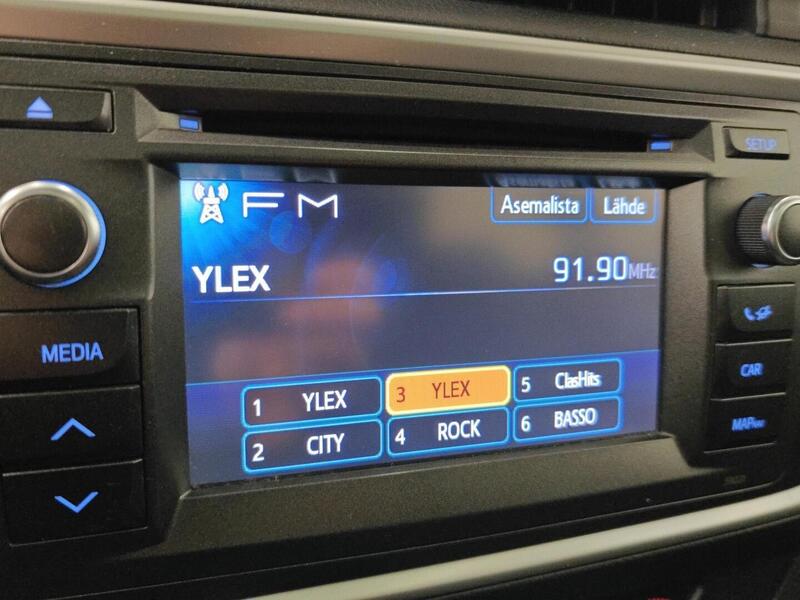 SETUP
FM
Asemalista
Lähde
YLEX
91.90MHz
MEDIA
CAR
1 YLEX
3 YLEX
5 ClasHits
2 CITY
4 ROCK
6 BASSO